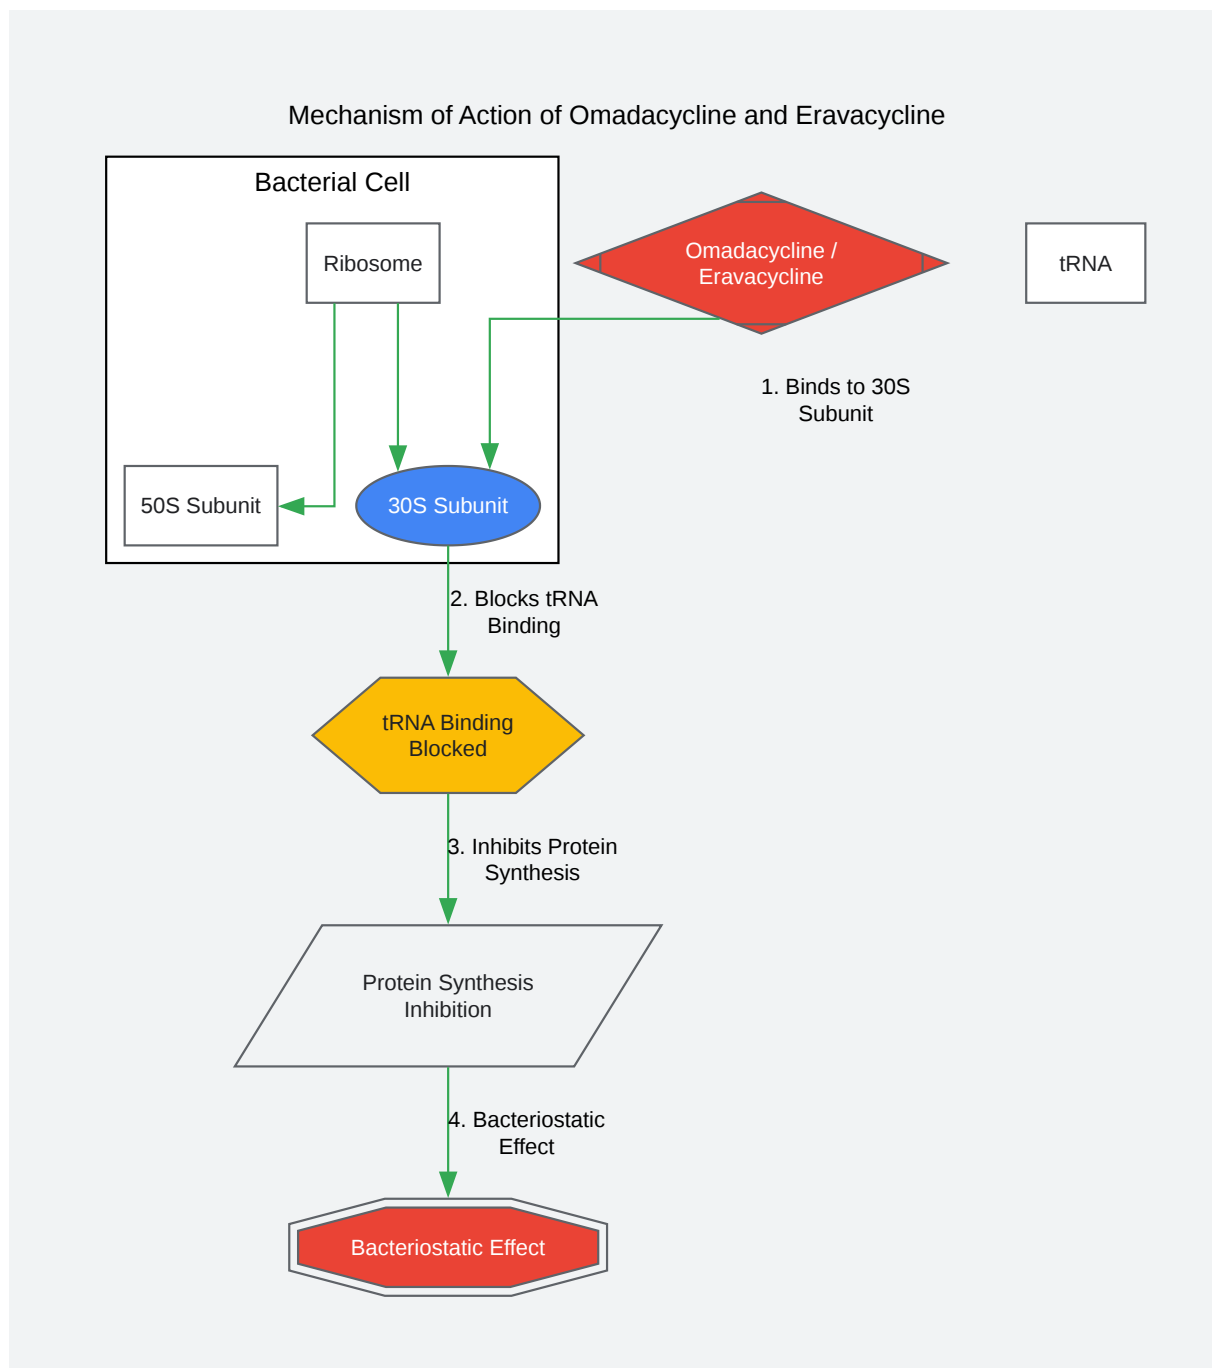 Mechanism of Action of Omadacycline and Eravacycline
Bacterial Cell
Ribosome
Omadacycline /
Eravacycline
tRNA
1. Binds to 30S
Subunit
50S Subunit
30S Subunit
2. Blocks tRNA
Binding
tRNA Binding
Blocked
3. Inhibits Protein
Synthesis
Protein Synthesis
Inhibition
4. Bacteriostatic
Effect
Bacteriostatic Effect